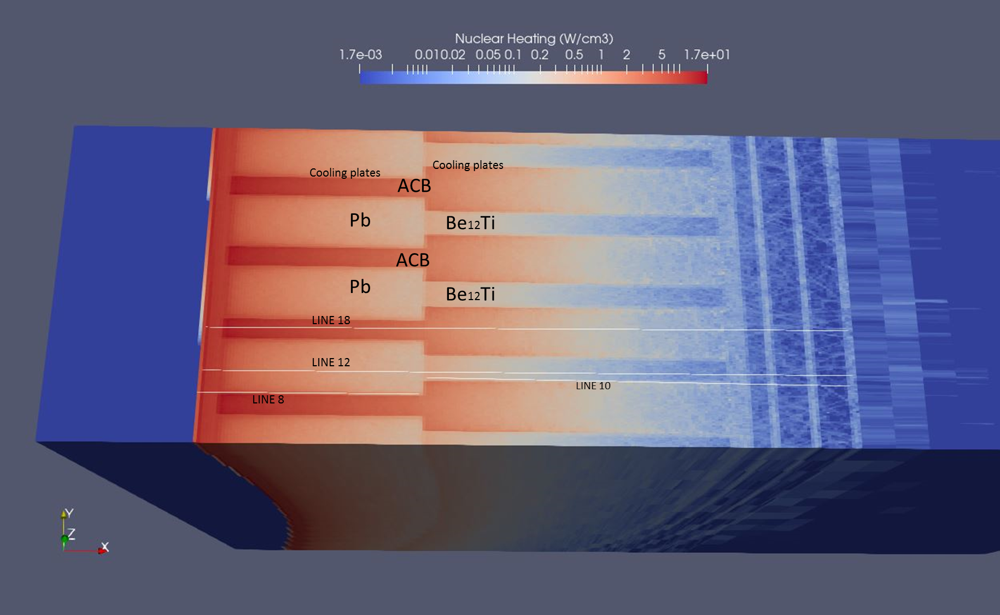 Nuclear Heating (W/cm3)
1.7e-03 0.01 0.02 0.05 0.1 0.2 0.5 1 2 5 1.7e+01
Cooling plates Cooling plates
ACB
Pb Be12Ti
ACB
Pb Be12Ti
LINE 18
LINE 12
LINE 10
LINE 8
Y
Z
X